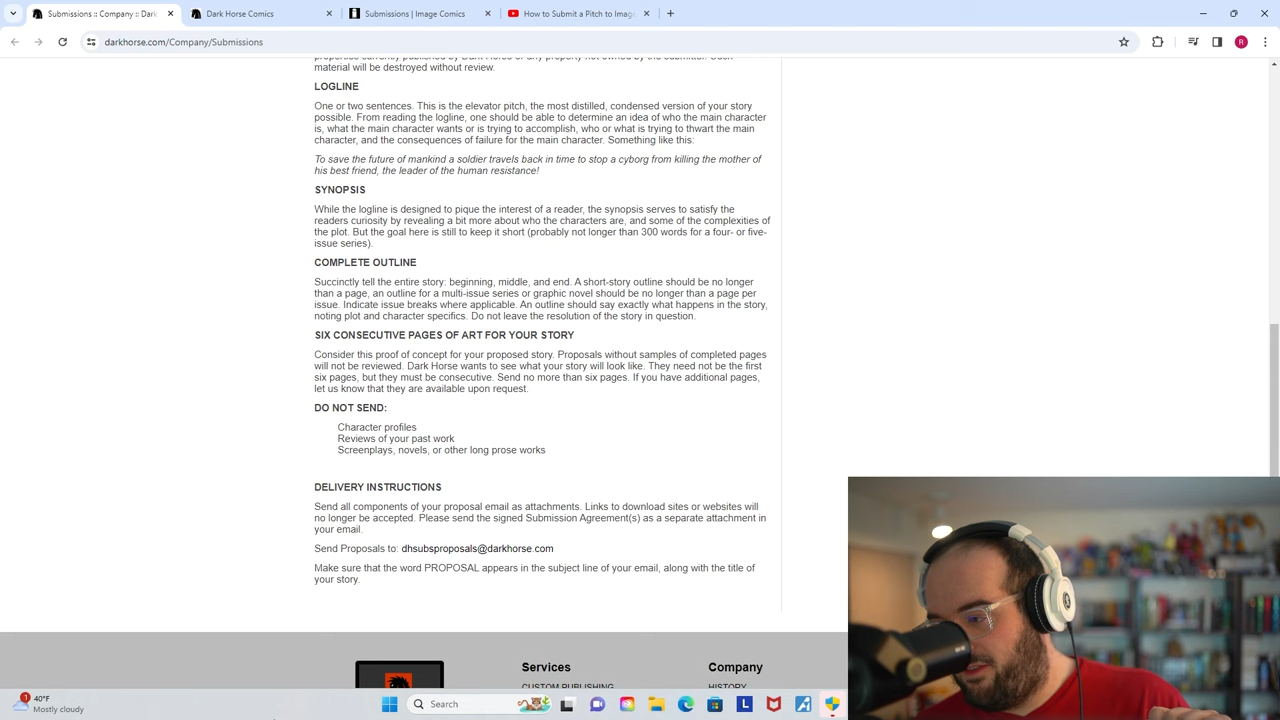 Submissions :: Company :: Dark
Dark Horse Comics
Submissions | Image Comics
How to Submit a Pitch to Imag
darkhorse.com/Company/Submissions
R
material will be destroyed without review.
LOGLINE
One or two sentences. This is the elevator pitch, the most distilled, condensed version of your story
possible. From reading the logline, one should be able to determine an idea of who the main character
is, what the main character wants or is trying to accomplish, who or what is trying to thwart the main
character, and the consequences of failure for the main character. Something like this:
To save the future of mankind a soldier travels back in time to stop a cyborg from killing the mother of
his best friend, the leader of the human resistance!
SYNOPSIS
While the logline is designed to pique the interest of a reader, the synopsis serves to satisfy the
readers curiosity by revealing a bit more about who the characters are, and some of the complexities of
the plot. But the goal here is still to keep it short (probably not longer than 300 words for a four- or five-
issue series).
COMPLETE OUTLINE
Succinctly tell the entire story: beginning, middle, and end. A short-story outline should be no longer
than a page, an outline for a multi-issue series or graphic novel should be no longer than a page per
issue. Indicate issue breaks where applicable. An outline should say exactly what happens in the story,
noting plot and character specifics. Do not leave the resolution of the story in question.
SIX CONSECUTIVE PAGES OF ART FOR YOUR STORY
Consider this proof of concept for your proposed story. Proposals without samples of completed pages
will not be reviewed. Dark Horse wants to see what your story will look like. They need not be the first
six pages, but they must be consecutive. Send no more than six pages. If you have additional pages,
let us know that they are available upon request.
DO NOT SEND:
Character profiles
Reviews of your past work
Screenplays, novels, or other long prose works
DELIVERY INSTRUCTIONS
Send all components of your proposal email as attachments. Links to download sites or websites will
no longer be accepted. Please send the signed Submission Agreement(s) as a separate attachment in
your email.
Send Proposals to: dhsubsproposals@darkhorse.com
Make sure that the word PROPOSAL appears in the subject line of your email, along with the title of
your story.
Services
Company
CUSTOM PUBLISHING
HISTORY
1
40°F
Mostly cloudy
Search
L